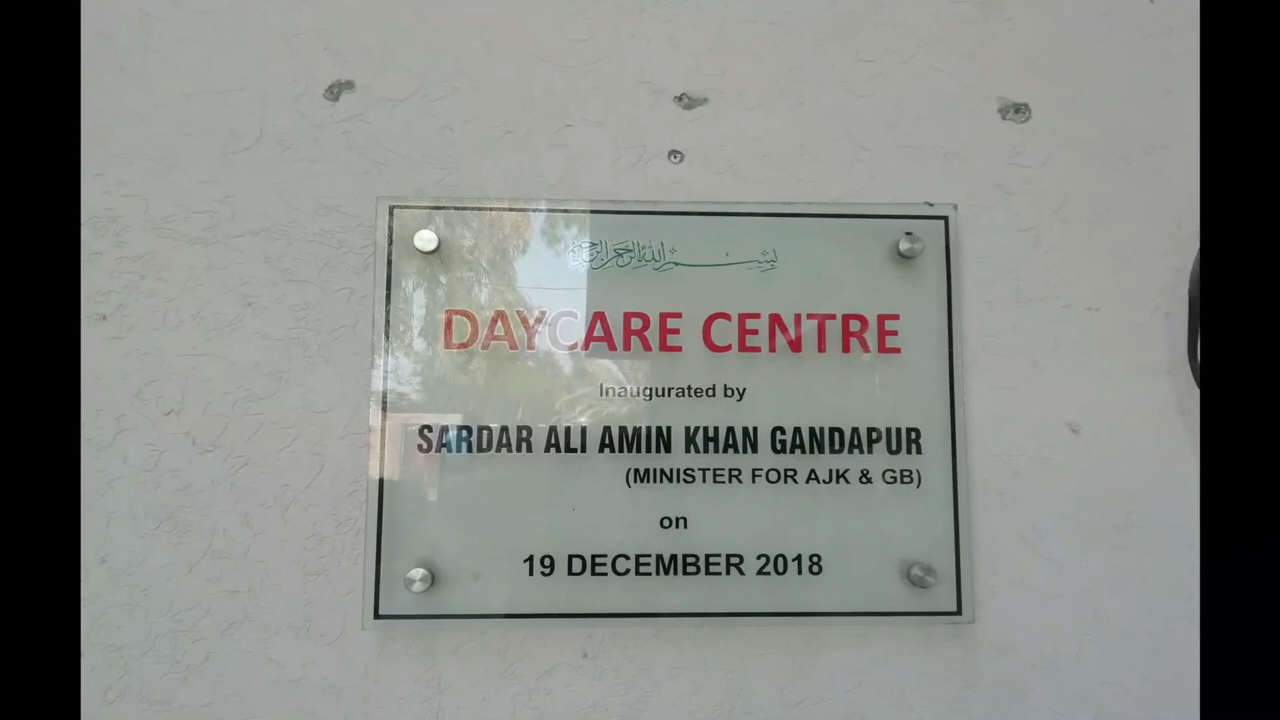 بسم الله الرحمن الرحيم
DAYCARE CENTRE
Inaugurated by
SARDAR ALI AMIN KHAN GANDAPUR
(MINISTER FOR AJK & GB)
on
19 DECEMBER 2018